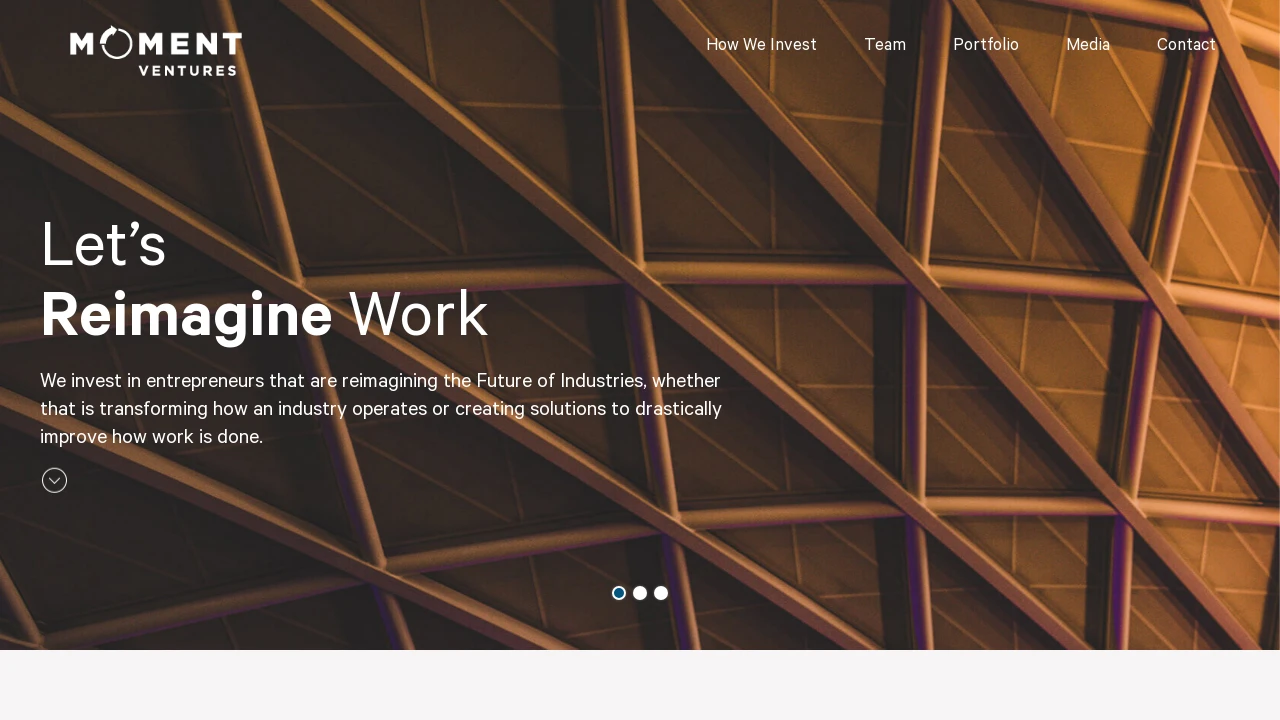 MOMENT
VENTURES
How We Invest
Team
Portfolio
Media
Contact
Let’s
Reimagine Work
We invest in entrepreneurs that are reimagining the Future of Industries, whether
that is transforming how an industry operates or creating solutions to drastically
improve how work is done.